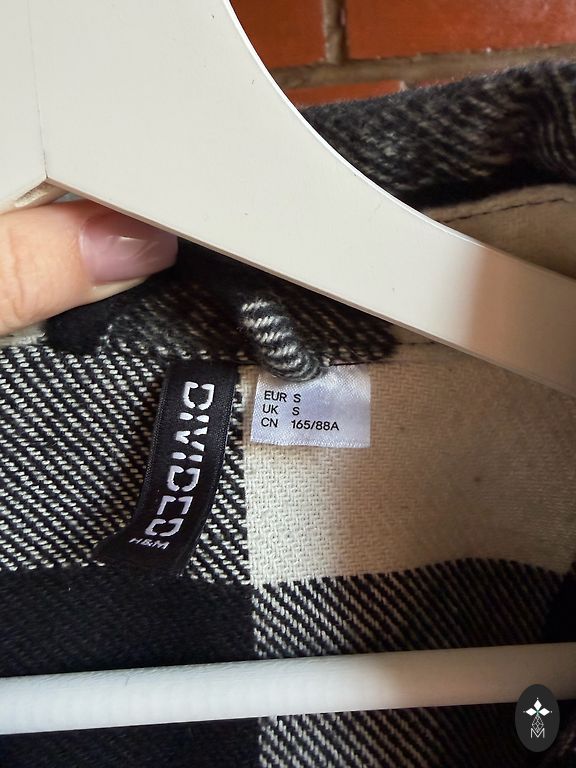 DIVIDED
H&M
EUR S
UK S
CN 165/88A
M